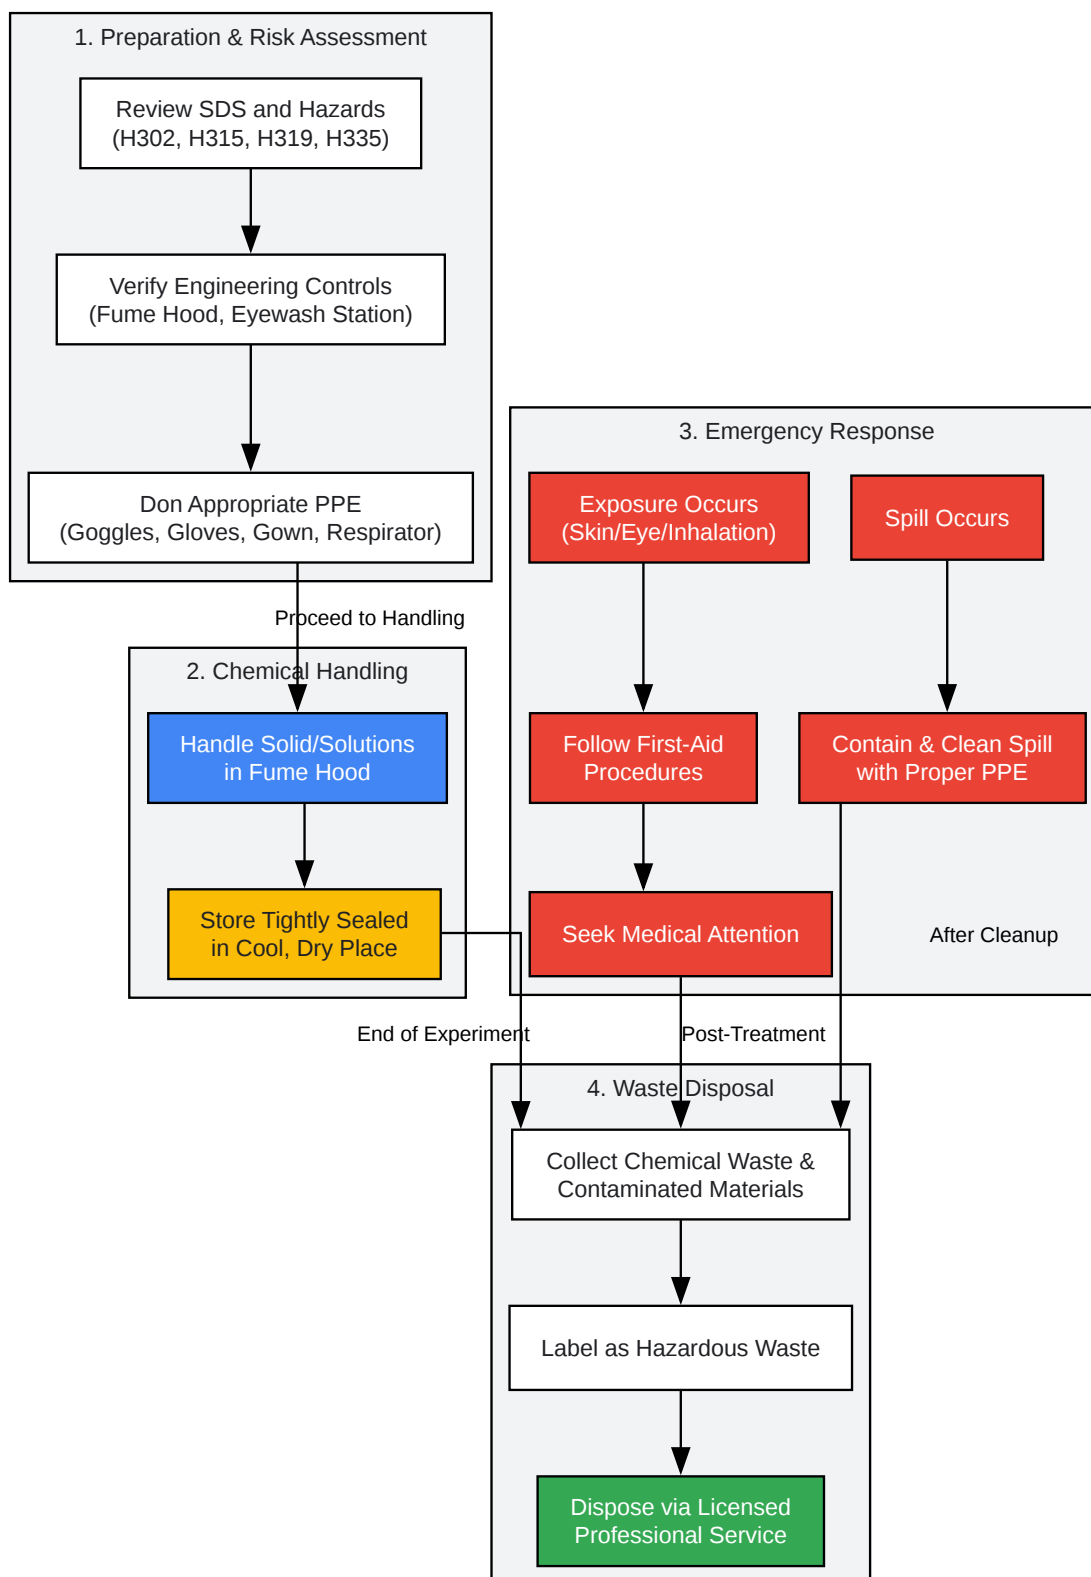 1. Preparation & Risk Assessment
Review SDS and Hazards
(H302, H315, H319, H335)
Verify Engineering Controls
(Fume Hood, Eyewash Station)
Don Appropriate PPE
(Goggles, Gloves, Gown, Respirator)
Proceed to Handling
2. Chemical Handling
Handle Solid/Solutions
in Fume Hood
Store Tightly Sealed
in Cool, Dry Place
End of Experiment
3. Emergency Response
Exposure Occurs
(Skin/Eye/Inhalation)
Spill Occurs
Follow First-Aid
Procedures
Contain & Clean Spill
with Proper PPE
Seek Medical Attention
After Cleanup
Post-Treatment
4. Waste Disposal
Collect Chemical Waste &
Contaminated Materials
Label as Hazardous Waste
Dispose via Licensed
Professional Service